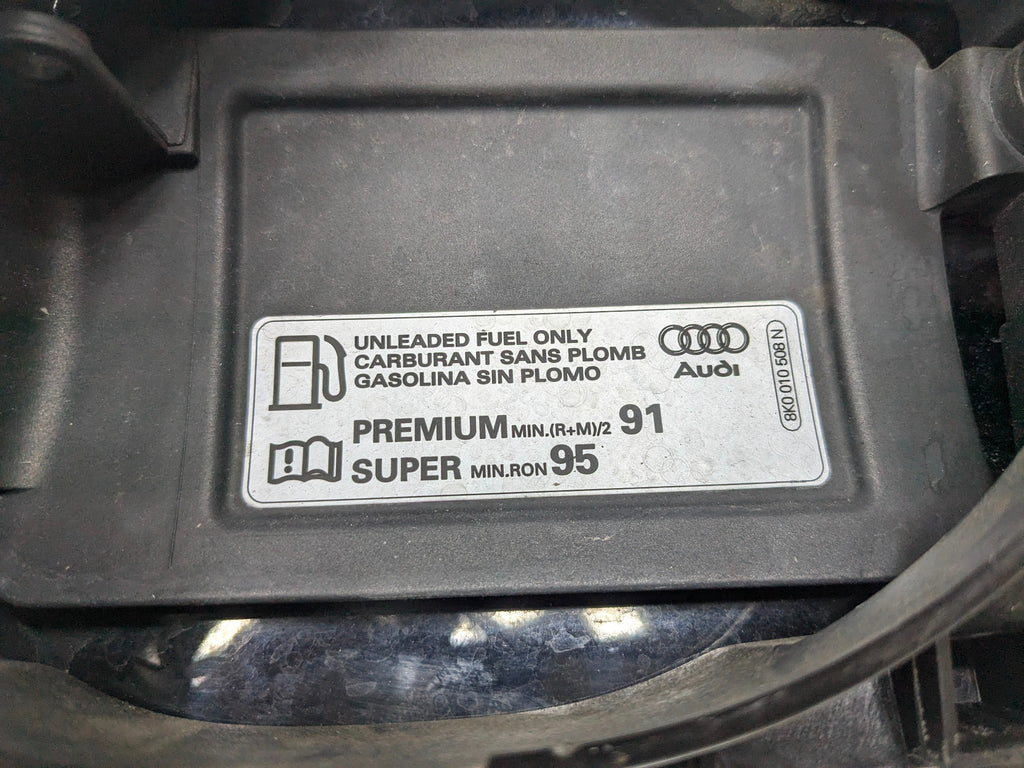 UNLEADED FUEL ONLY
CARBURANT SANS PLOMB
GASOLINA SIN PLOMO
PREMIUM MIN.(R+M)/2 91
SUPER MIN.RON 95
Audi
8K0 010 508 N